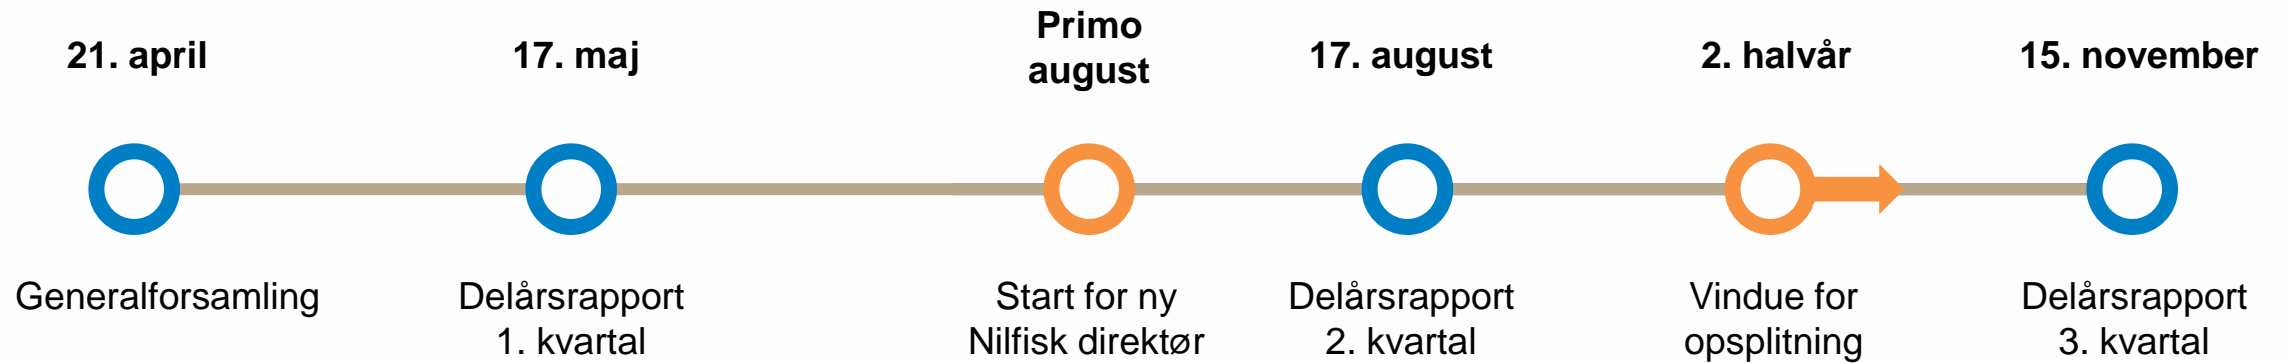 21. april
17. maj
Primo
august
17. august
2. halvår
15. november
Generalforsamling
Delårsrapport
1. kvartal
Start for ny
Nilfisk direktør
Delårsrapport
2. kvartal
Vindue for
opsplitning
Delårsrapport
3. kvartal